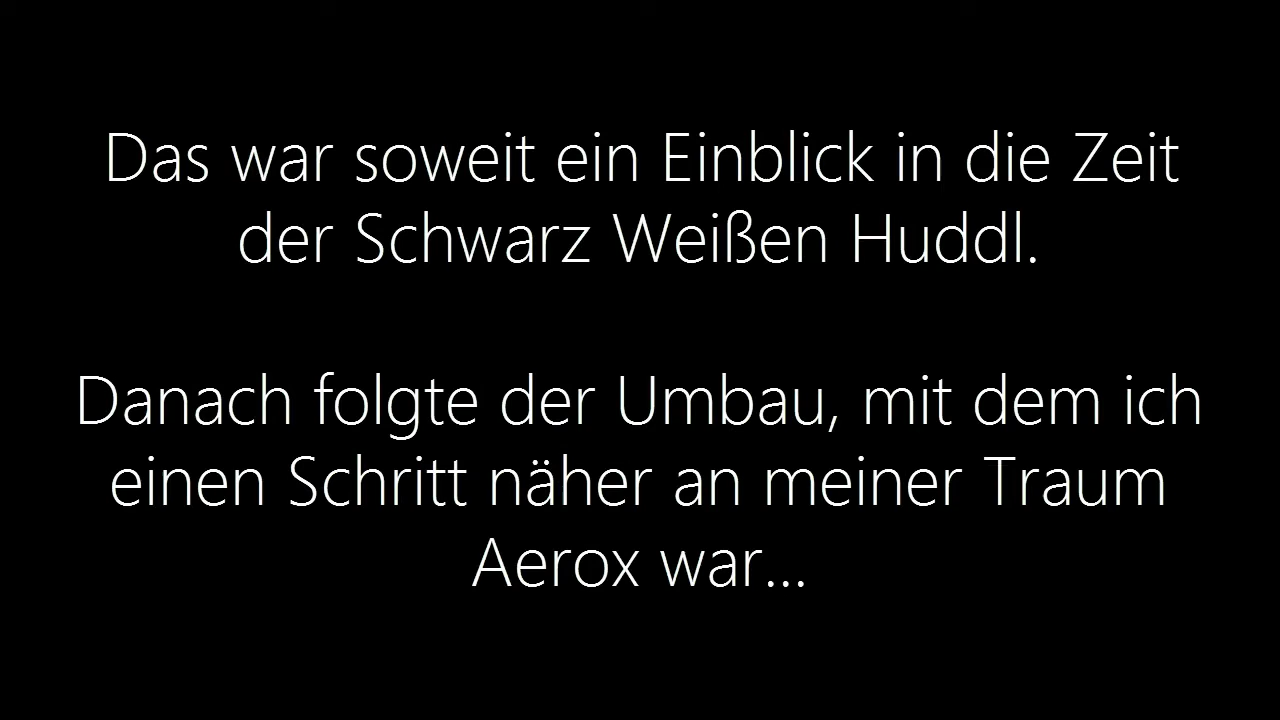 Das war soweit ein Einblick in die Zeit
der Schwarz Weißen Huddl.
Danach folgte der Umbau, mit dem ich
einen Schritt näher an meiner Traum
Aerox war...